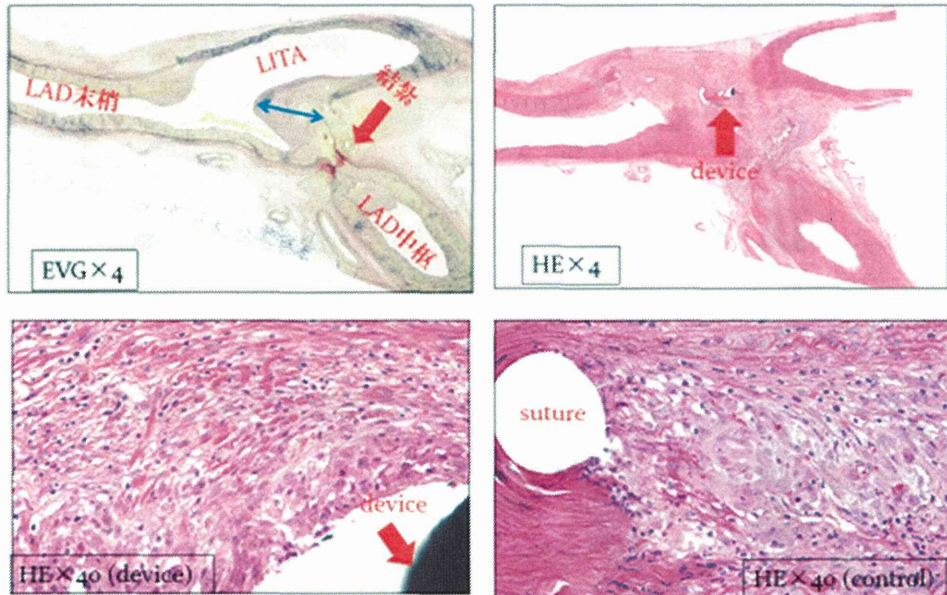 LITA
結紮
LAD末梢
LAD中枢
EVG×4
device
HE×4
device
HE×40 (device)
suture
HE×40 (control)